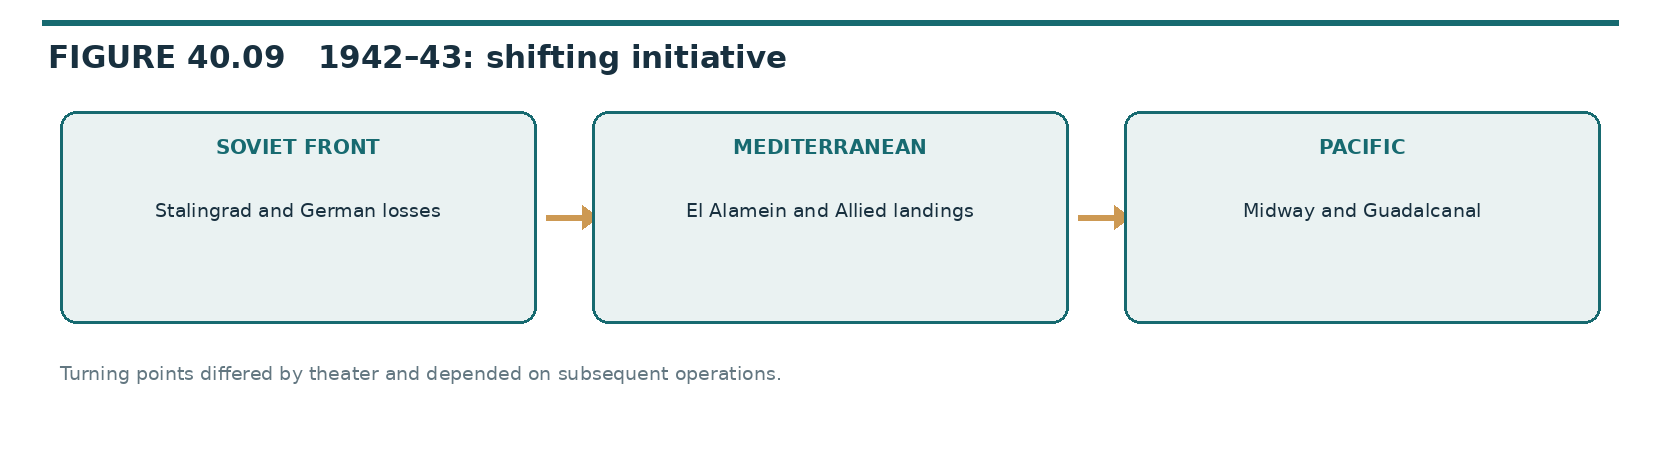 FIGURE 40.09 1942–43: shifting initiative
SOVIET FRONT
Stalingrad and German losses
MEDITERRANEAN
El Alamein and Allied landings
PACIFIC
Midway and Guadalcanal
Turning points differed by theater and depended on subsequent operations.